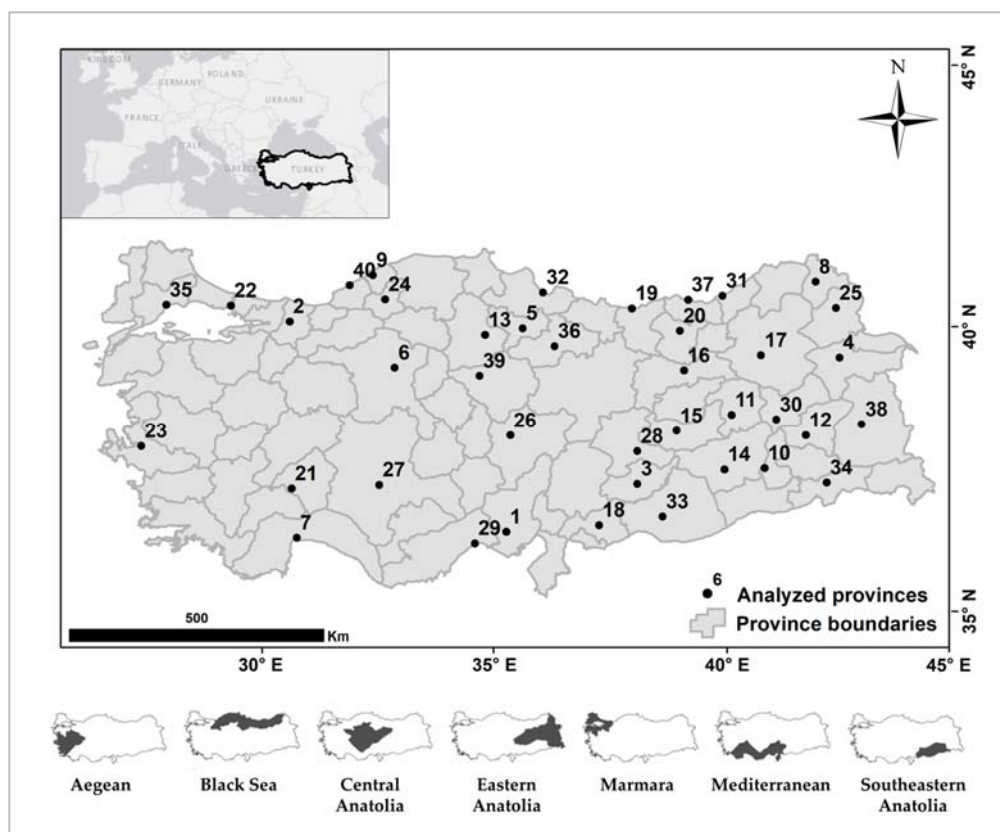 KINGDOM
POLAND
GERMANY
UKRAINE
FRANCE
ITALY
GREECE
TURKEY
N
45° N
40° N
35° N
9
40
24
32
8
35
22
2
19
37
31
25
13
5
20
36
4
6
17
16
39
11
30
38
23
26
15
12
28
14
10
21
27
3
34
33
7
18
29
1
6
Analyzed provinces
Province boundaries
500
Km
30° E
35° E
40° E
45° E
Aegean
Black Sea
Central
Anatolia
Eastern
Anatolia
Marmara
Mediterranean
Southeastern
Anatolia